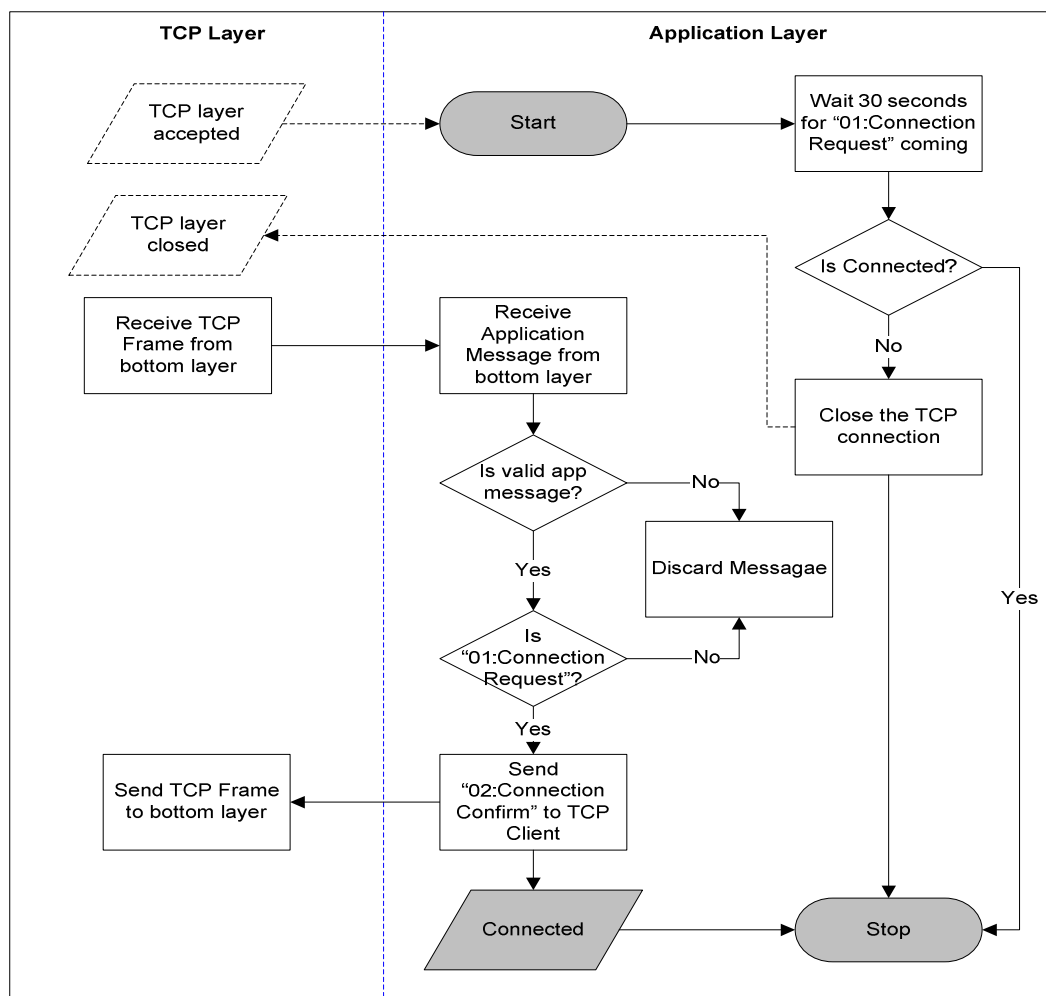 TCP Layer
Application Layer
TCP layer
accepted
Start
Wait 30 seconds
for “01:Connection
Request” coming
TCP layer
closed
Is Connected?
Receive TCP
Frame from
bottom layer
Receive
Application
Message from
bottom layer
No
Close the TCP
connection
Is valid app
message?
No
Discard Messagae
Yes
Yes
Is
“01:Connection
Request”?
No
Yes
Send TCP Frame
to bottom layer
Send
“02:Connection
Confirm” to TCP
Client
Connected
Stop